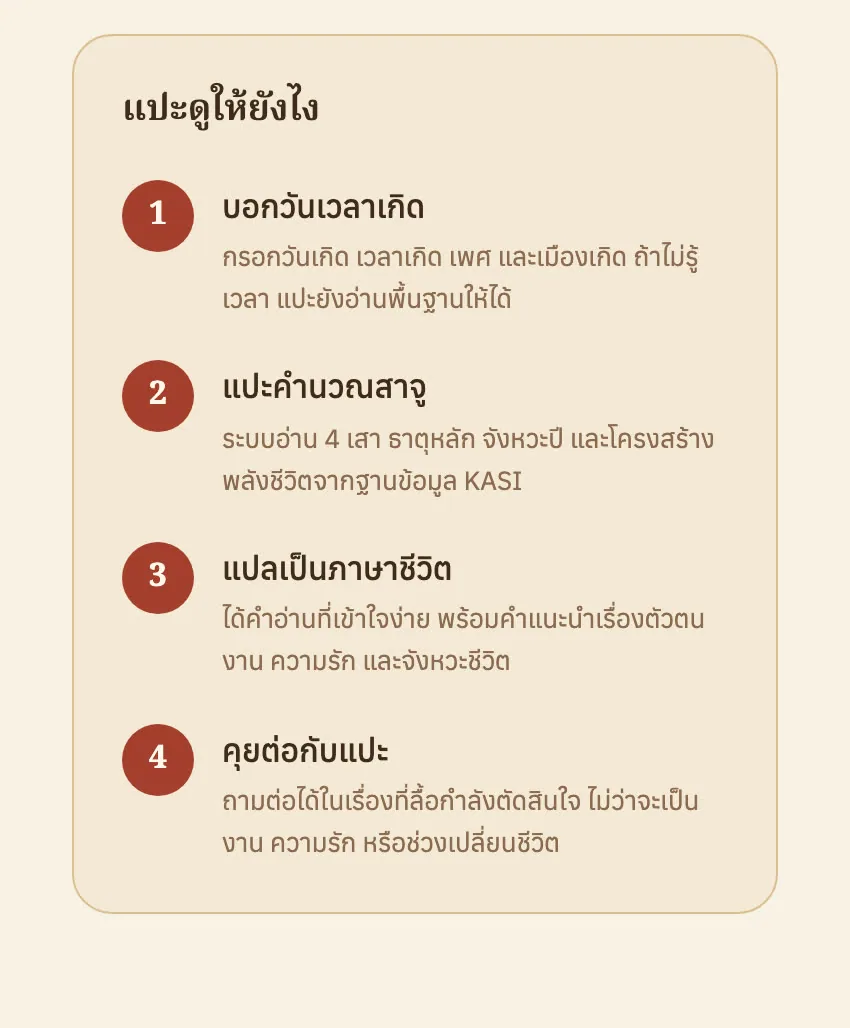 แปะดูให้ยังไง
1
บอกวันเวลาเกิด
กรอกวันเกิด เวลาเกิด เพศ และเมืองเกิด ถ้าไม่รู้
เวลา แปะยังอ่านพื้นฐานให้ได้
2
แปะคำนวณสาจู
ระบบอ่าน 4 เสา ธาตุหลัก จังหวะปี และโครงสร้าง
พลังชีวิตจากฐานข้อมูล KASI
3
แปลเป็นภาษาชีวิต
ได้คำอ่านที่เข้าใจง่าย พร้อมคำแนะนำเรื่องตัวตน
งาน ความรัก และจังหวะชีวิต
4
คุยต่อกับแปะ
ถามต่อได้ในเรื่องที่ลื้อกำลังตัดสินใจ ไม่ว่าจะเป็น
งาน ความรัก หรือช่วงเปลี่ยนชีวิต